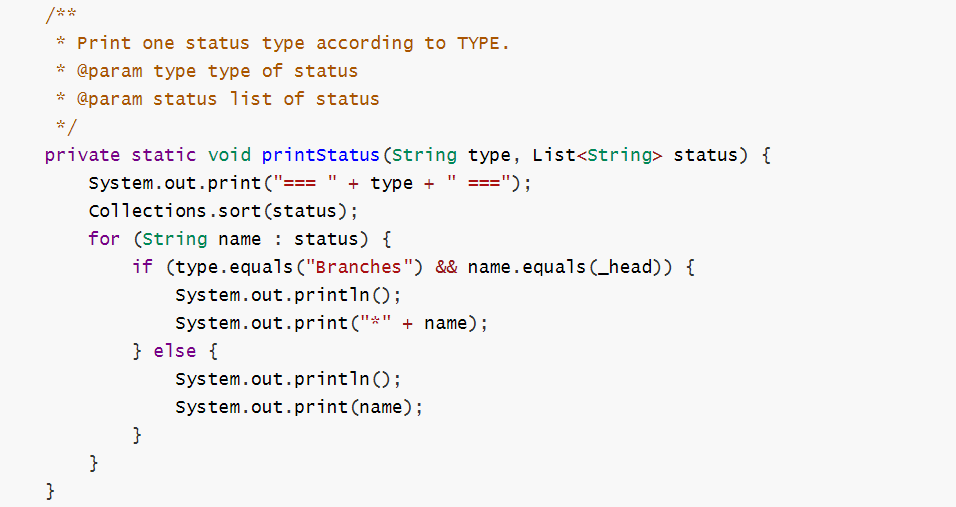 /**
 * Print one status type according to TYPE.
 * @param type type of status
 * @param status list of status
 */
private static void printStatus(String type, List<String> status) {
    System.out.print("=== " + type + " ===");
    Collections.sort(status);
    for (String name : status) {
        if (type.equals("Branches") && name.equals(_head)) {
            System.out.println();
            System.out.print("*" + name);
        } else {
            System.out.println();
            System.out.print(name);
        }
    }
}